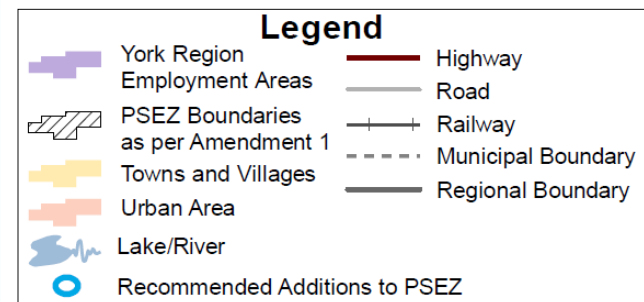 Legend
York Region
Employment Areas
PSEZ Boundaries
as per Amendment 1
Towns and Villages
Urban Area
Lake/River
Recommended Additions to PSEZ
Highway
Road
Railway
Municipal Boundary
Regional Boundary